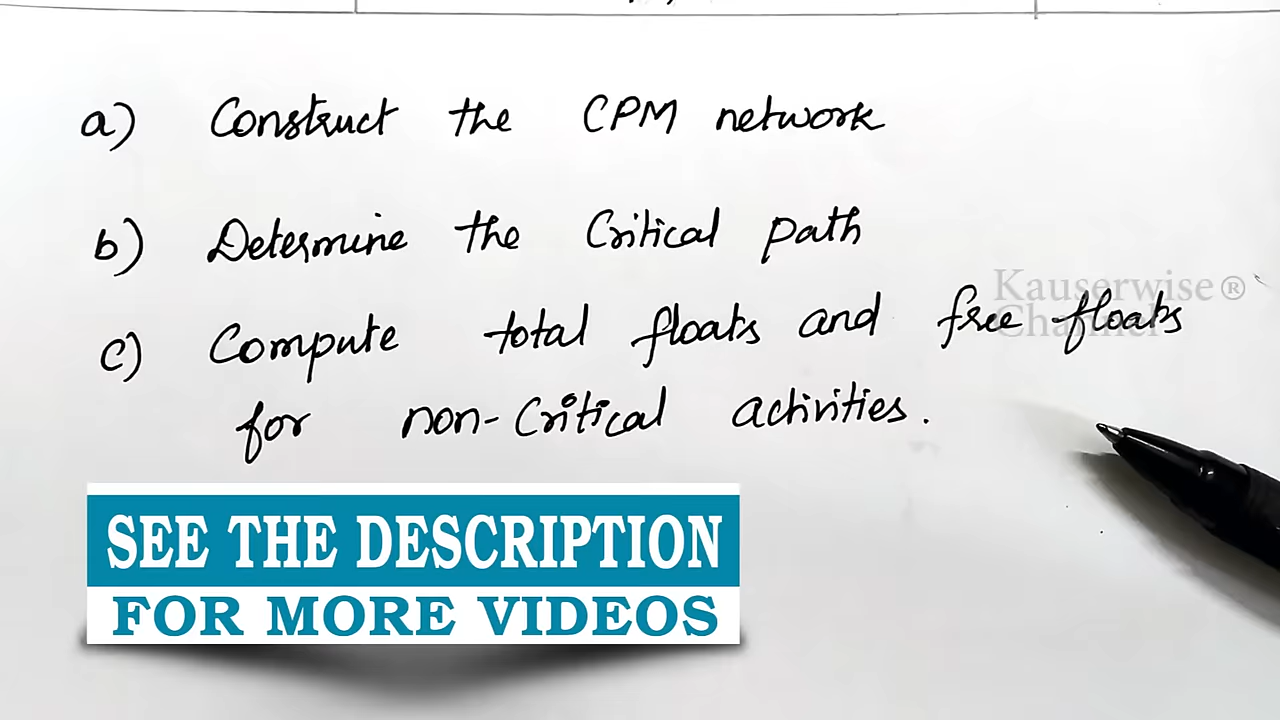 a) Construct the CPM network
b) Determine the Critical path
Kauserwise®
Channel
c) Compute total floats and free floats
for non-Critical activities.
SEE THE DESCRIPTION
FOR MORE VIDEOS